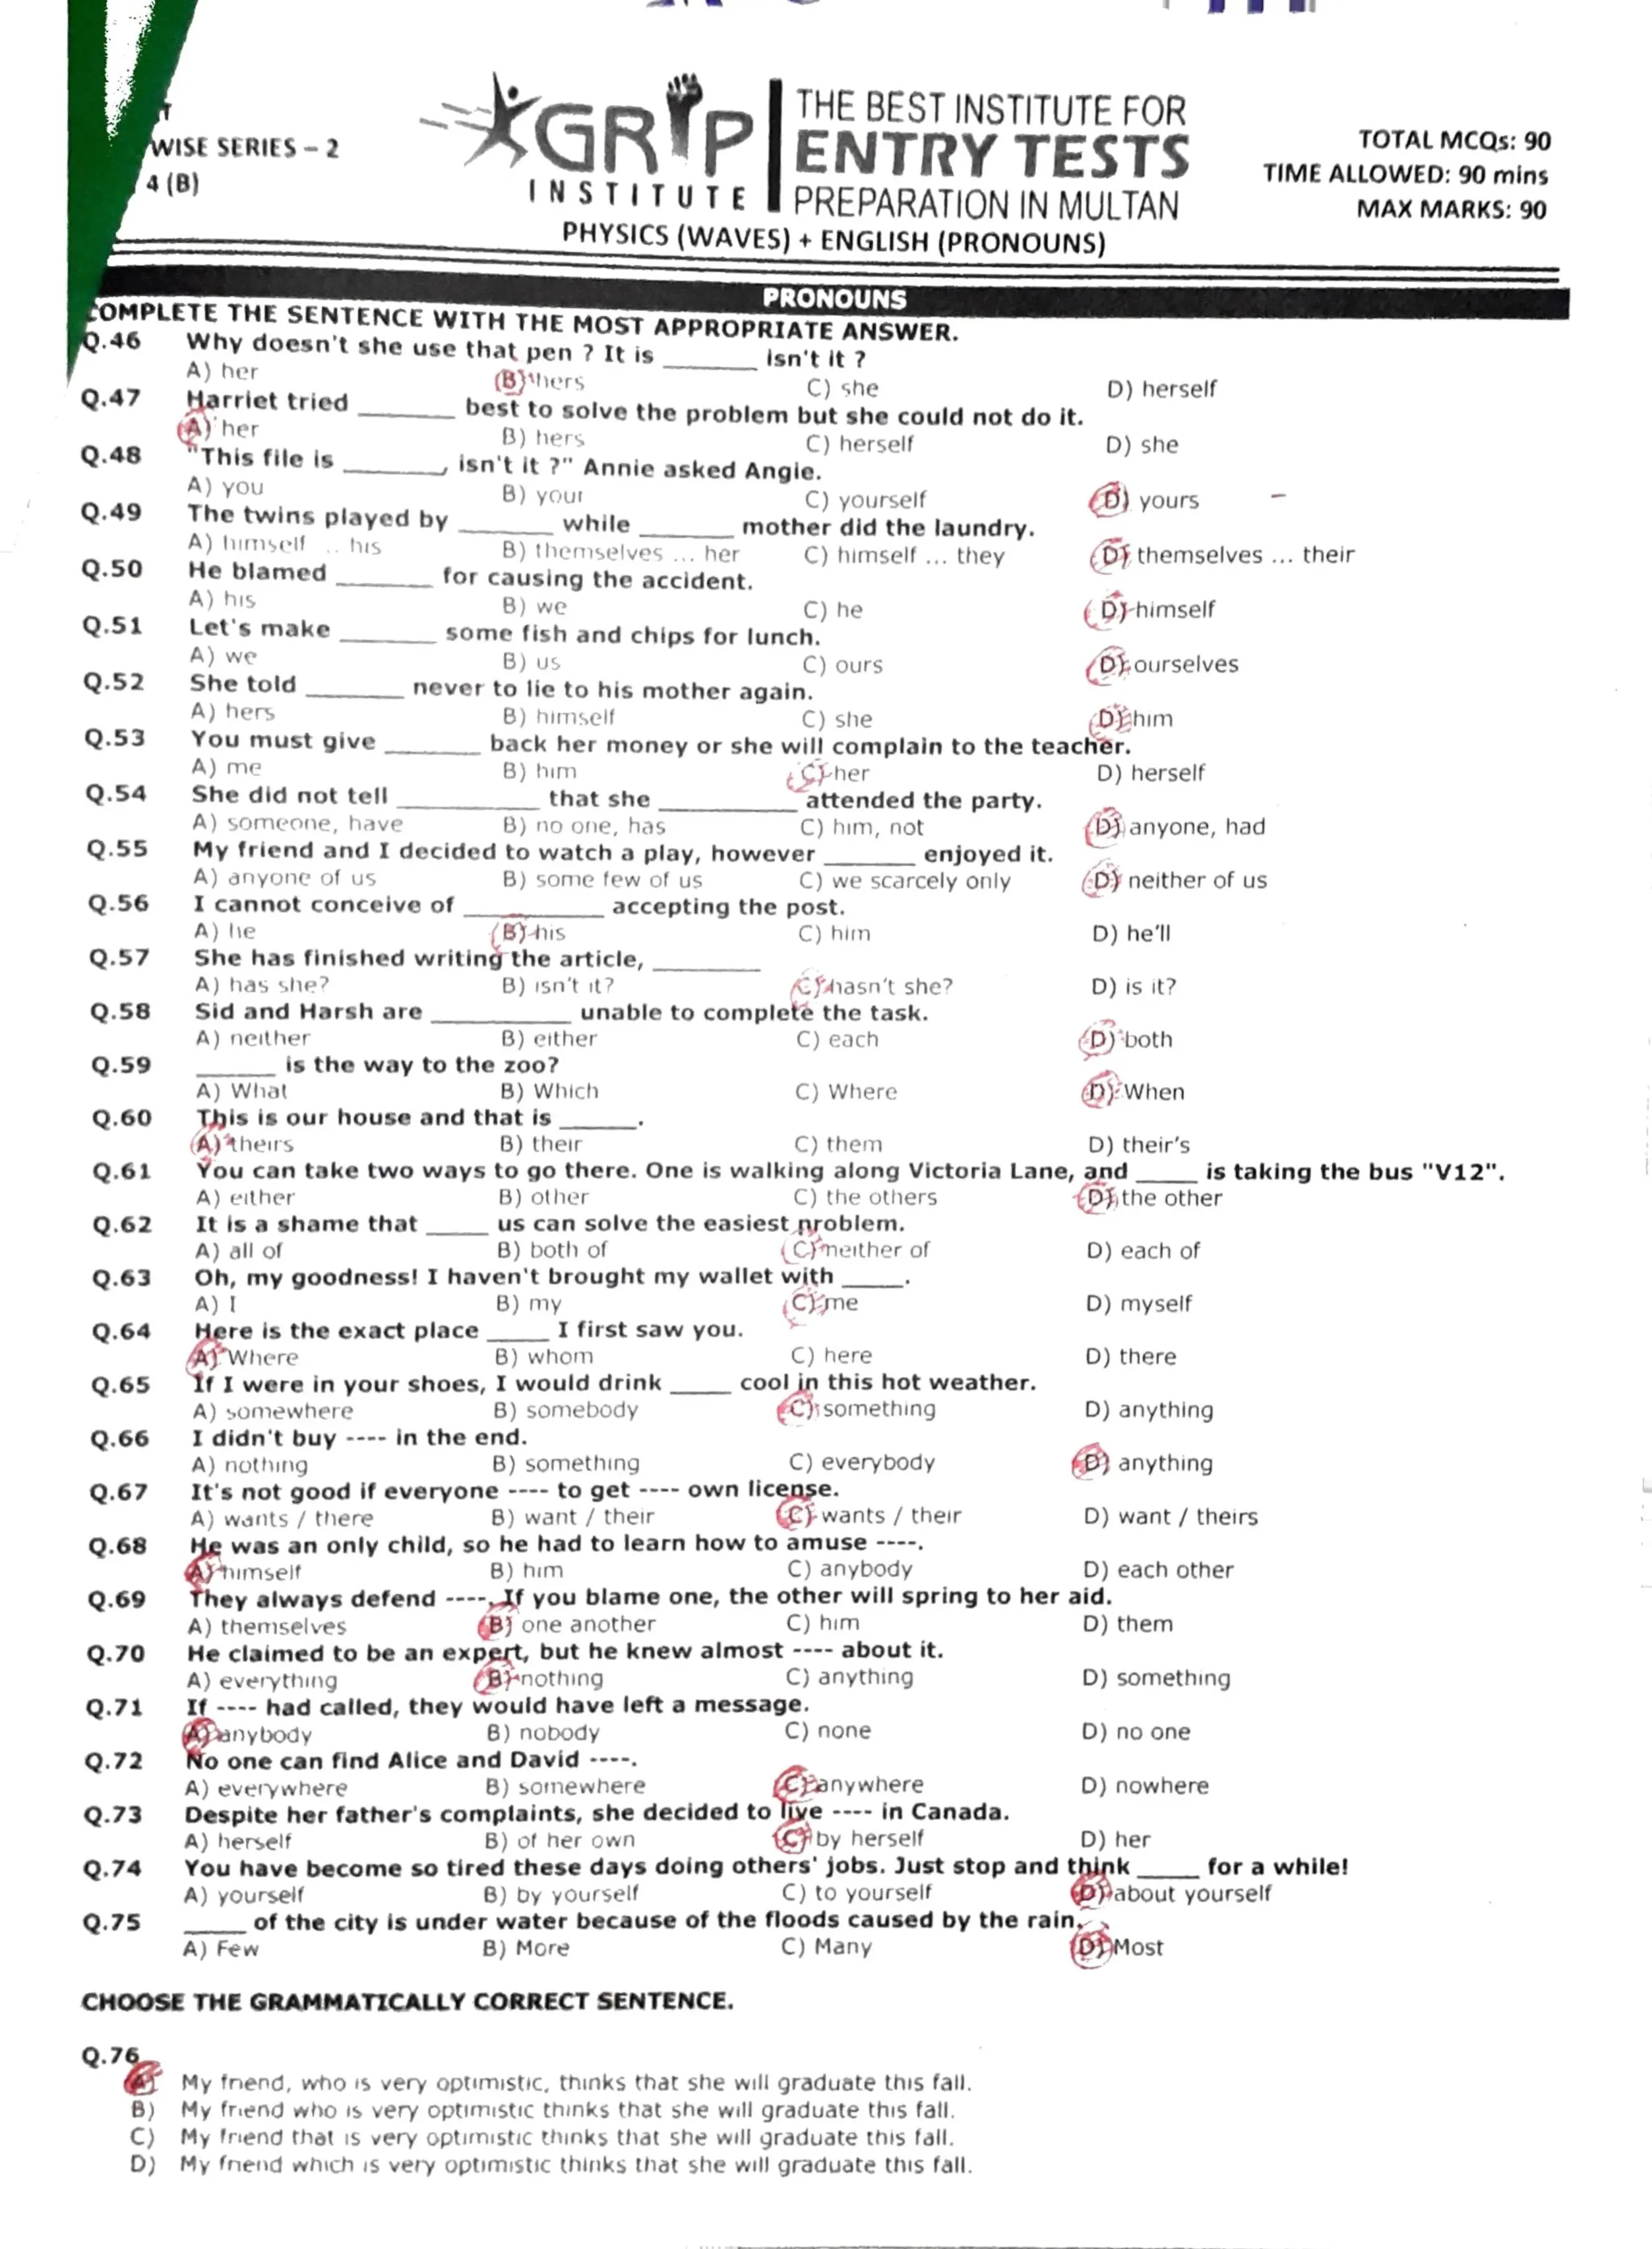 WISE SERIES – 2
4 (B)
GRIP
INSTITUTE
THE BEST INSTITUTE FOR
ENTRY TESTS
PREPARATION IN MULTAN
TOTAL MCQs: 90
TIME ALLOWED: 90 mins
MAX MARKS: 90
PHYSICS (WAVES) + ENGLISH (PRONOUNS)
PRONOUNS
COMPLETE THE SENTENCE WITH THE MOST APPROPRIATE ANSWER.
Q.46 Why doesn't she use that pen ? It is ______ isn't it ?
A) her B) hers C) she D) herself
Q.47 Harriet tried ______ best to solve the problem but she could not do it.
A) her B) hers C) herself D) she
Q.48 "This file is ______, isn't it ?" Annie asked Angie.
A) you B) your C) yourself D) yours
Q.49 The twins played by ______ while ______ mother did the laundry.
A) himself ... his B) themselves ... her C) himself ... they D) themselves ... their
Q.50 He blamed ______ for causing the accident.
A) his B) we C) he D) himself
Q.51 Let's make ______ some fish and chips for lunch.
A) we B) us C) ours D) ourselves
Q.52 She told ______ never to lie to his mother again.
A) hers B) himself C) she D) him
Q.53 You must give ______ back her money or she will complain to the teacher.
A) me B) him C) her D) herself
Q.54 She did not tell _________ that she _________ attended the party.
A) someone, have B) no one, has C) him, not D) anyone, had
Q.55 My friend and I decided to watch a play, however ______ enjoyed it.
A) anyone of us B) some few of us C) we scarcely only D) neither of us
Q.56 I cannot conceive of _________ accepting the post.
A) he B) his C) him D) he'll
Q.57 She has finished writing the article, _______
A) has she? B) isn't it? C) hasn't she? D) is it?
Q.58 Sid and Harsh are _________ unable to complete the task.
A) neither B) either C) each D) both
Q.59 _____ is the way to the zoo?
A) What B) Which C) Where D) When
Q.60 This is our house and that is _____.
A) theirs B) their C) them D) their's
Q.61 You can take two ways to go there. One is walking along Victoria Lane, and ____ is taking the bus "V12".
A) either B) other C) the others D) the other
Q.62 It is a shame that ____ us can solve the easiest problem.
A) all of B) both of C) neither of D) each of
Q.63 Oh, my goodness! I haven't brought my wallet with ____.
A) I B) my C) me D) myself
Q.64 Here is the exact place ____ I first saw you.
A) Where B) whom C) here D) there
Q.65 If I were in your shoes, I would drink ____ cool in this hot weather.
A) somewhere B) somebody C) something D) anything
Q.66 I didn't buy ---- in the end.
A) nothing B) something C) everybody D) anything
Q.67 It's not good if everyone ---- to get ---- own license.
A) wants / there B) want / their C) wants / their D) want / theirs
Q.68 He was an only child, so he had to learn how to amuse ----.
A) himself B) him C) anybody D) each other
Q.69 They always defend ----. If you blame one, the other will spring to her aid.
A) themselves B) one another C) him D) them
Q.70 He claimed to be an expert, but he knew almost ---- about it.
A) everything B) nothing C) anything D) something
Q.71 If ---- had called, they would have left a message.
A) anybody B) nobody C) none D) no one
Q.72 No one can find Alice and David ----.
A) everywhere B) somewhere C) anywhere D) nowhere
Q.73 Despite her father's complaints, she decided to live ---- in Canada.
A) herself B) of her own C) by herself D) her
Q.74 You have become so tired these days doing others' jobs. Just stop and think ____ for a while!
A) yourself B) by yourself C) to yourself D) about yourself
Q.75 ____ of the city is under water because of the floods caused by the rain.
A) Few B) More C) Many D) Most
CHOOSE THE GRAMMATICALLY CORRECT SENTENCE.
Q.76
A) My friend, who is very optimistic, thinks that she will graduate this fall.
B) My friend who is very optimistic thinks that she will graduate this fall.
C) My friend that is very optimistic thinks that she will graduate this fall.
D) My friend which is very optimistic thinks that she will graduate this fall.